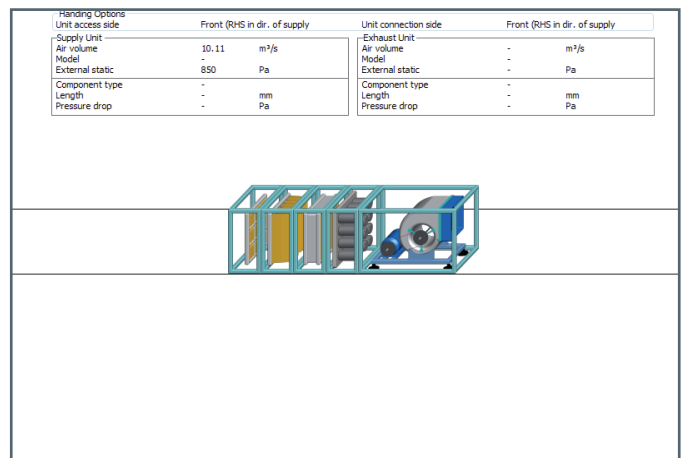 Handing Options
Unit access side Front (RHS in dir. of supply Unit connection side Front (RHS in dir. of supply
Supply Unit
Air volume 10.11 m³/s
Model -
External static 850 Pa
Component type -
Length - mm
Pressure drop - Pa
Exhaust Unit
Air volume - m³/s
Model -
External static - Pa
Component type -
Length - mm
Pressure drop - Pa